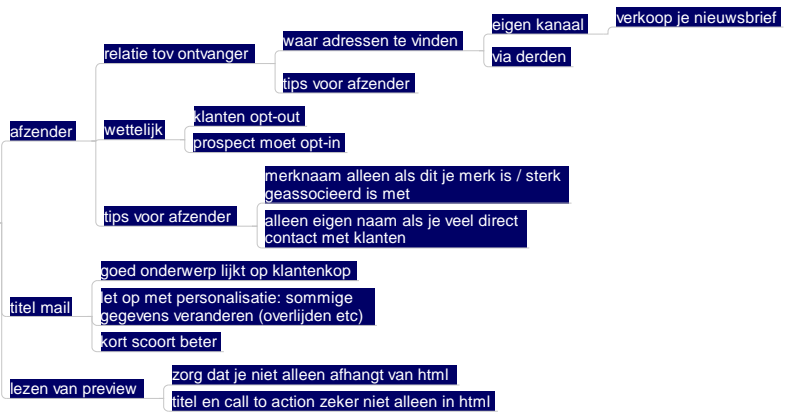 afzender
relatie tov ontvanger
waar adressen te vinden
eigen kanaal
verkoop je nieuwsbrief
via derden
tips voor afzender
wettelijk
klanten opt-out
prospect moet opt-in
tips voor afzender
merknaam alleen als dit je merk is / sterk
geassocieerd is met
alleen eigen naam als je veel direct
contact met klanten
titel mail
goed onderwerp lijkt op klantenkop
let op met personalisatie: sommige
gegevens veranderen (overlijden etc)
kort scoort beter
lezen van preview
zorg dat je niet alleen afhangt van html
titel en call to action zeker niet alleen in html